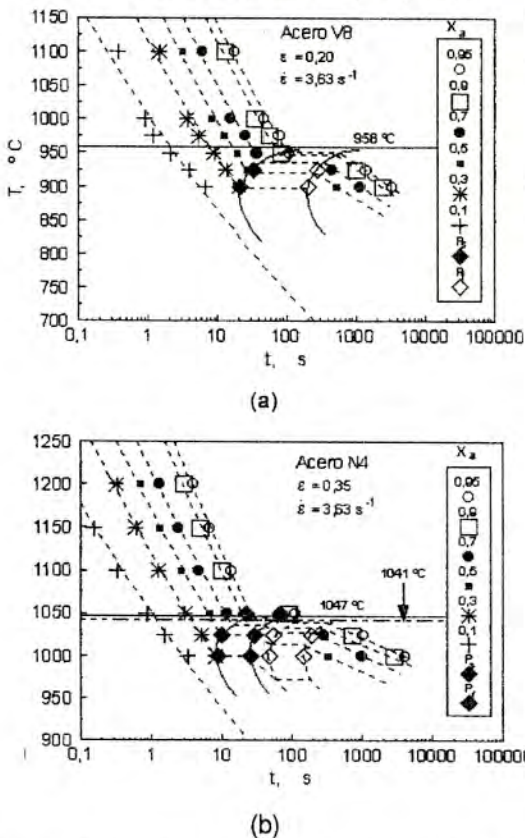 Acero V8
ε = 0,20
ε̇ = 3,63 s⁻¹
958 ºC
T, °C
1150
1100
1050
1000
950
900
850
800
750
700
0,1
1
10
100
1000
10000
100000
t, s
Xa
0,95
0,9
0,7
0,5
0,3
0,1
(a)
Acero N4
ε = 0,35
ε̇ = 3,63 s⁻¹
1041 ºC
1047 ºC
T, °C
1250
1200
1150
1100
1050
1000
950
900
0,1
1
10
100
1000
10000
100000
t, s
Xa
0,95
0,9
0,7
0,5
0,3
0,1
(b)